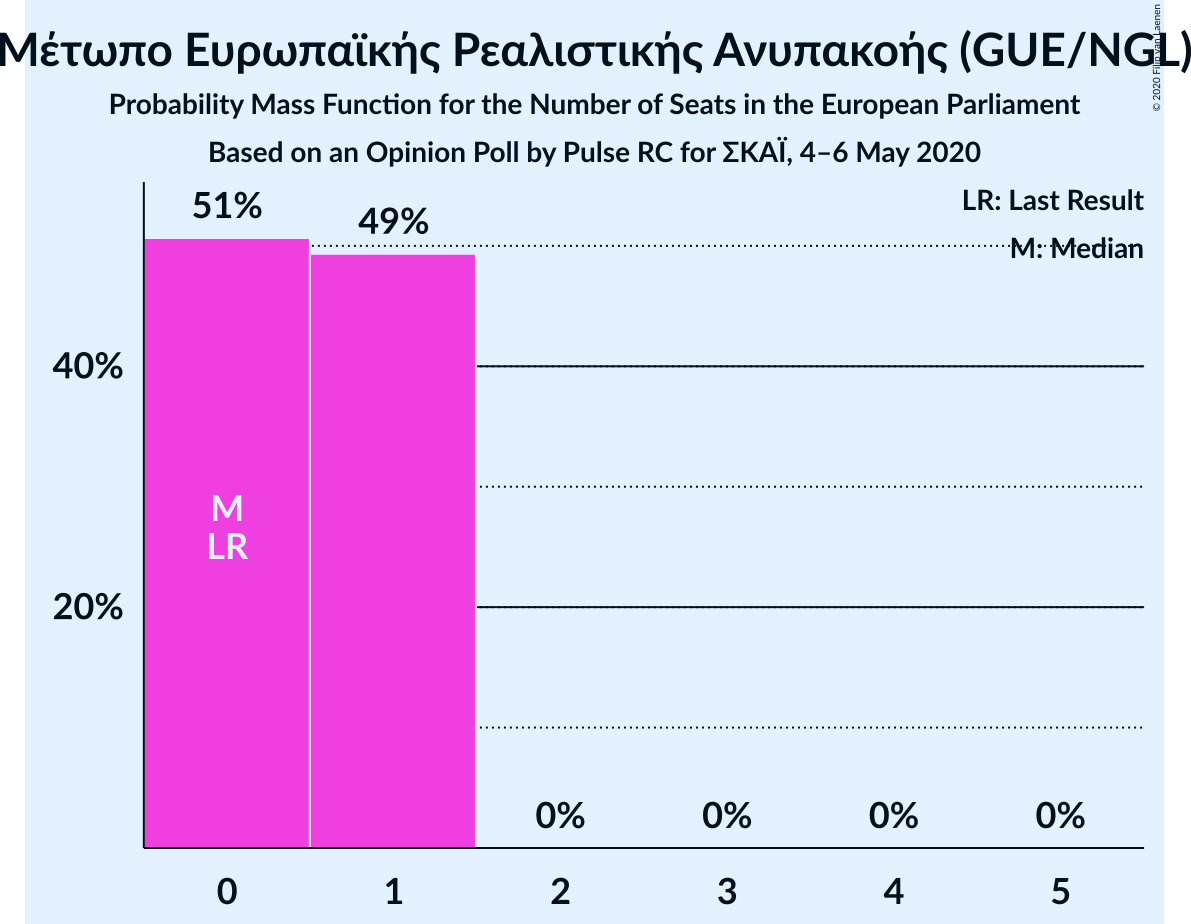 Μέτωπο Ευρωπαϊκής Ρεαλιστικής Ανυπακοής (GUE/NGL)
© 2020 Filip van Laenen
Probability Mass Function for the Number of Seats in the European Parliament
Based on an Opinion Poll by Pulse RC for ΣΚΑΪ, 4–6 May 2020
LR: Last Result
M: Median
51%
49%
40%
20%
M
LR
0% 0% 0% 0%
0 1 2 3 4 5